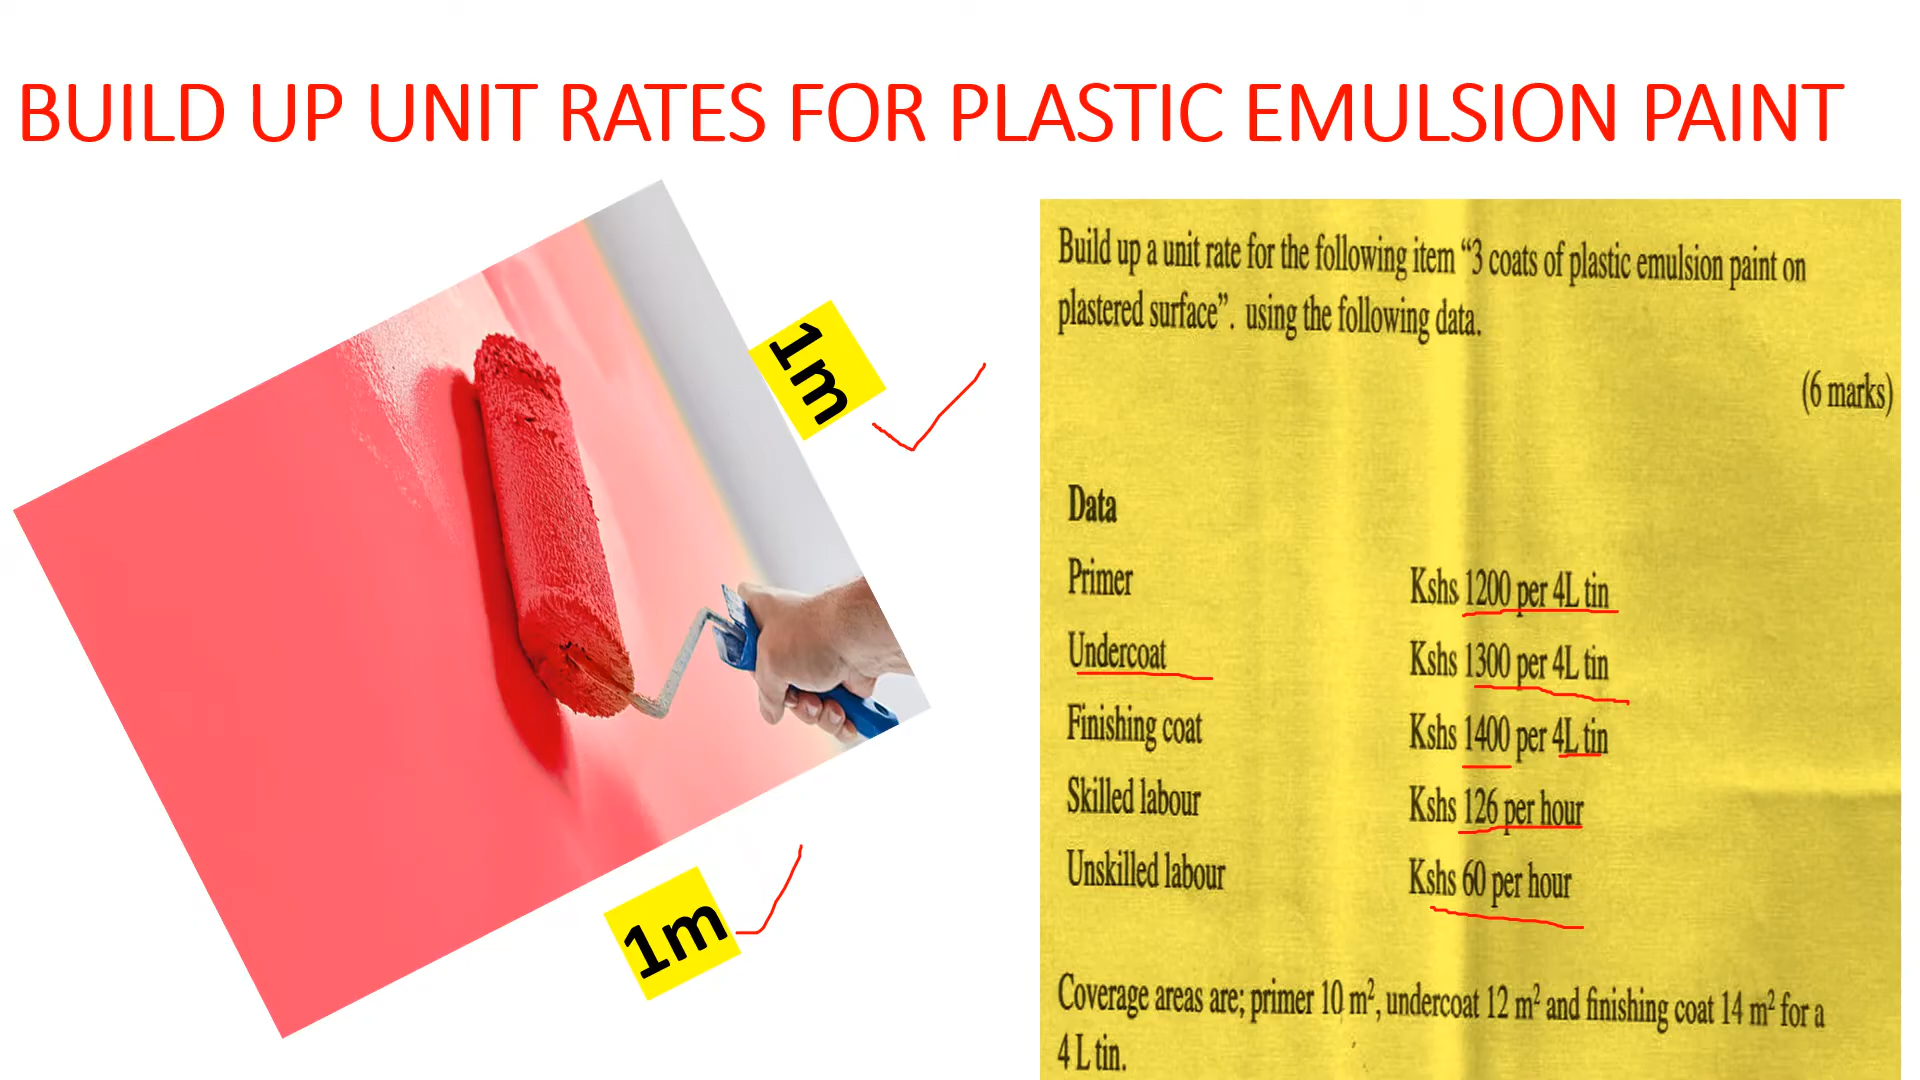 BUILD UP UNIT RATES FOR PLASTIC EMULSION PAINT
1m
1m
Build up a unit rate for the following item “3 coats of plastic emulsion paint on
plastered surface”. using the following data.
(6 marks)
Data
Primer Kshs 1200 per 4L tin
Undercoat Kshs 1300 per 4L tin
Finishing coat Kshs 1400 per 4L tin
Skilled labour Kshs 126 per hour
Unskilled labour Kshs 60 per hour
Coverage areas are; primer 10 m², undercoat 12 m² and finishing coat 14 m² for a
4 L tin.